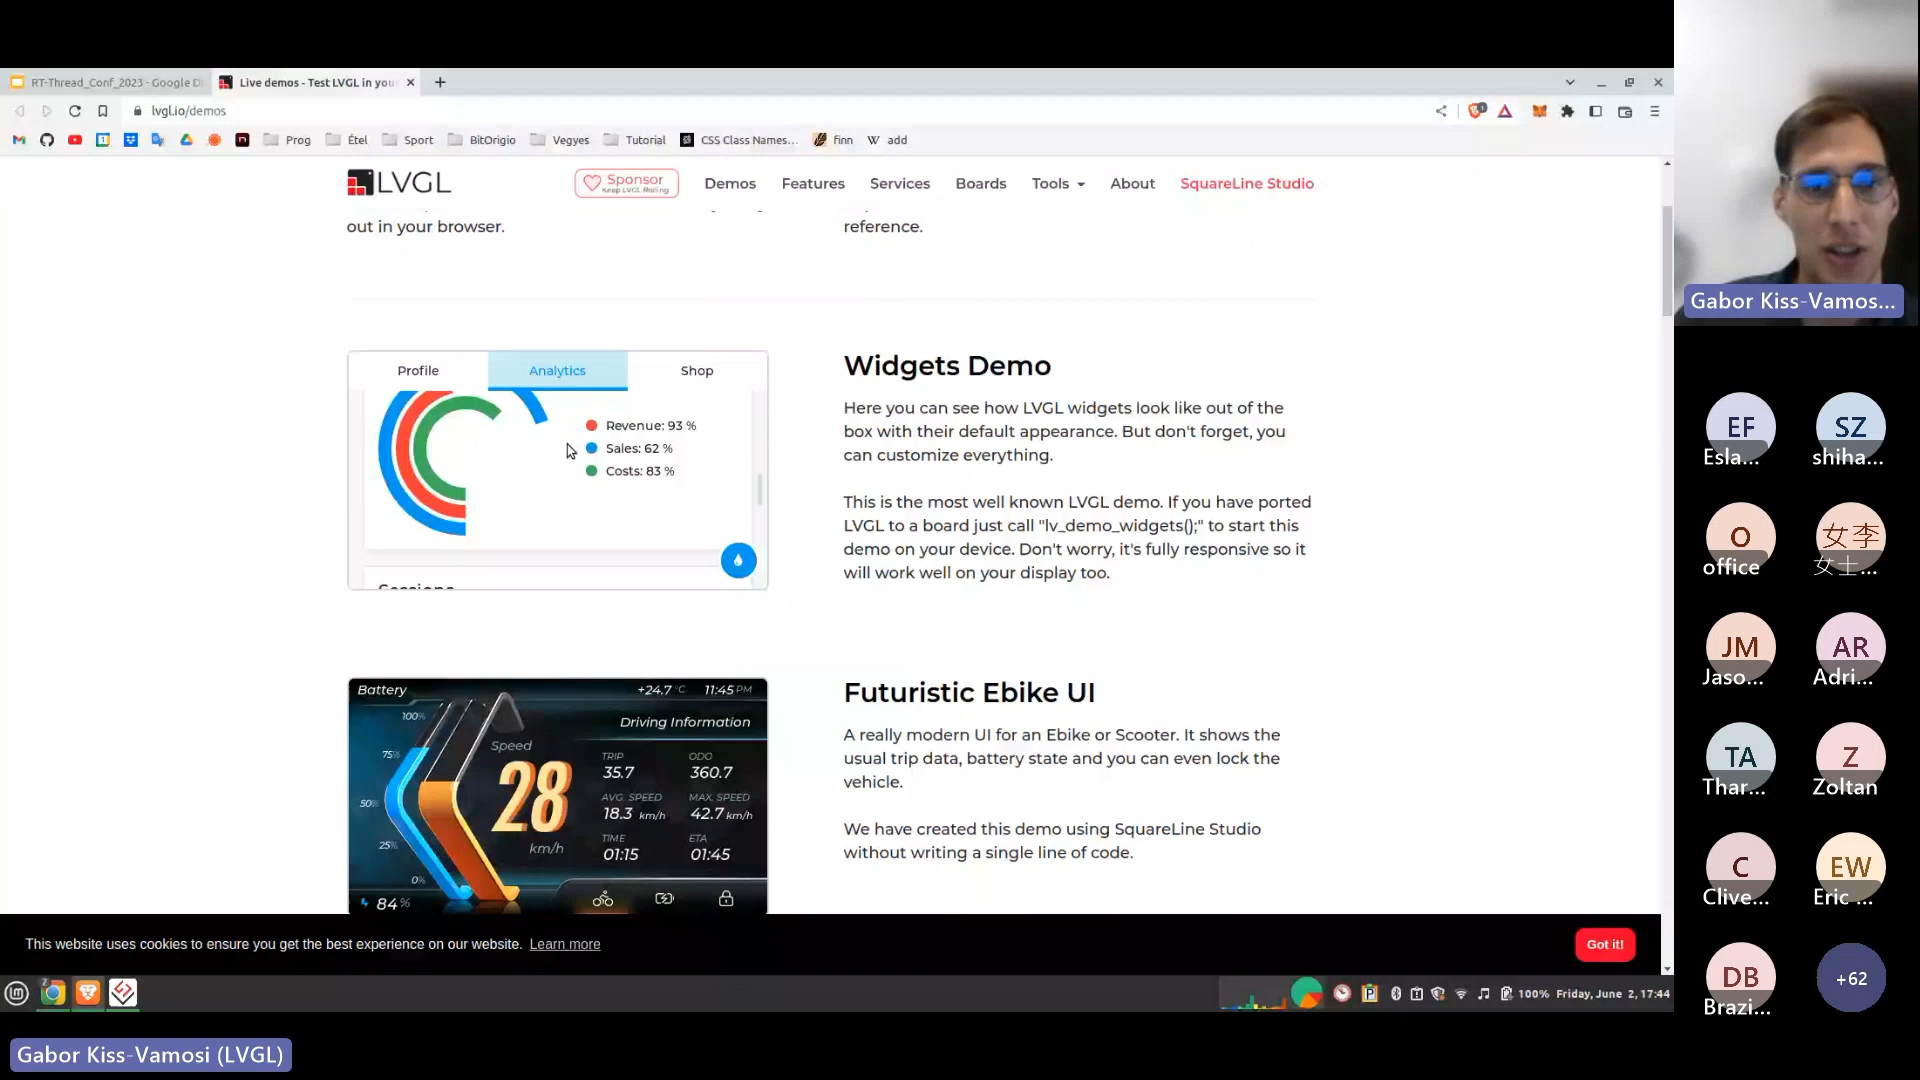 RT-Thread_Conf_2023 - Google D
Live demos - Test LVGL in you
lvgl.io/demos
Prog
Étel
Sport
BitOrigio
Vegyes
Tutorial
CSS Class Names...
finn
W add
LVGL
Sponsor
Keep LVGL Rolling
Demos
Features
Services
Boards
Tools
About
SquareLine Studio
out in your browser.
reference.
Profile
Analytics
Shop
Revenue: 93 %
Sales: 62 %
Costs: 83 %
Sessions
Widgets Demo
Here you can see how LVGL widgets look like out of the
box with their default appearance. But don't forget, you
can customize everything.
This is the most well known LVGL demo. If you have ported
LVGL to a board just call "lv_demo_widgets();" to start this
demo on your device. Don't worry, it's fully responsive so it
will work well on your display too.
Battery
+24.7 °C
11:45 PM
100%
75%
50%
25%
0%
84%
Driving Information
Speed
28
km/h
TRIP
35.7
ODO
360.7
AVG. SPEED
18.3 km/h
MAX. SPEED
42.7 km/h
TIME
01:15
ETA
01:45
Futuristic Ebike UI
A really modern UI for an Ebike or Scooter. It shows the
usual trip data, battery state and you can even lock the
vehicle.
We have created this demo using SquareLine Studio
without writing a single line of code.
This website uses cookies to ensure you get the best experience on our website. Learn more
Got it!
100% Friday, June 2, 17:44
Gabor Kiss-Vamosi (LVGL)
Gabor Kiss-Vamos...
EF
Esla...
SZ
shiha...
O
office
女李
女士...
JM
Jaso...
AR
Adri...
TA
Thar...
Z
Zoltan
C
Clive...
EW
Eric ...
DB
Brazi...
+62